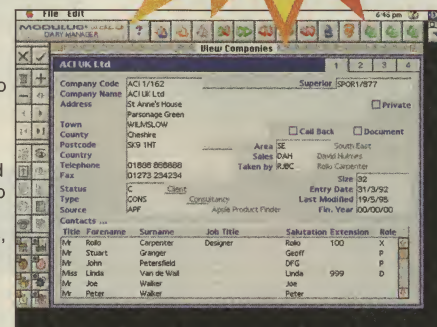 File Edit 6:46 pm
MODULUS
DAIRY MANAGER
View Companies
ACI UK Ltd 1 2 3 4
Company Code ACI 1/162 Superior SPOR1/877
Company Name ACI UK Ltd
Address St Anne's House Private
Parsonage Green
Town WILMSLOW
County Cheshire Call Back Document
Postcode SK9 1HT Area SE South East
Country Sales DAH David Hulmes
Telephone 01666 866666 Taken by RJBC Rollo Carpenter
Fax 01273 234234 Size 32
Status C Client Entry Date 31/3/92
Type CONS Consultancy Last Modified 19/5/95
Source APF Apple Product Finder Fin. Year 00/00/00
Contacts ...
Title Forename Surname Job Title Salutation Extension Role
Mr Rollo Carpenter Designer Rollo 100 X
Mr Stuart Granger Geoff P
Mr John Petersfield DFG P
Miss Linda Van de Wall Linda 999 D
Mr Joe Walker Joe
Mr Peter Walker Peter